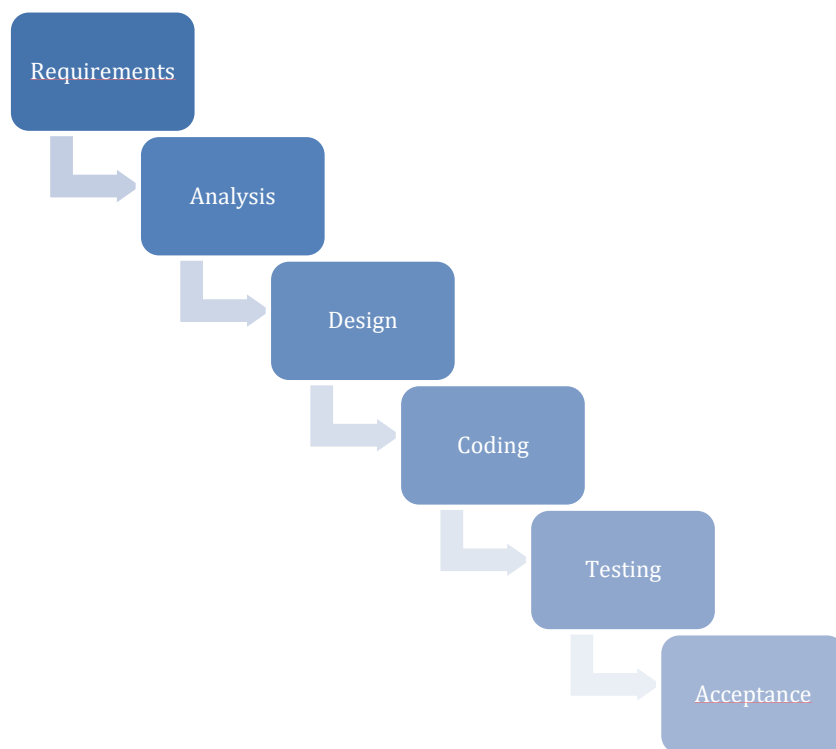 Requirements
Analysis
Design
Coding
Testing
Acceptance